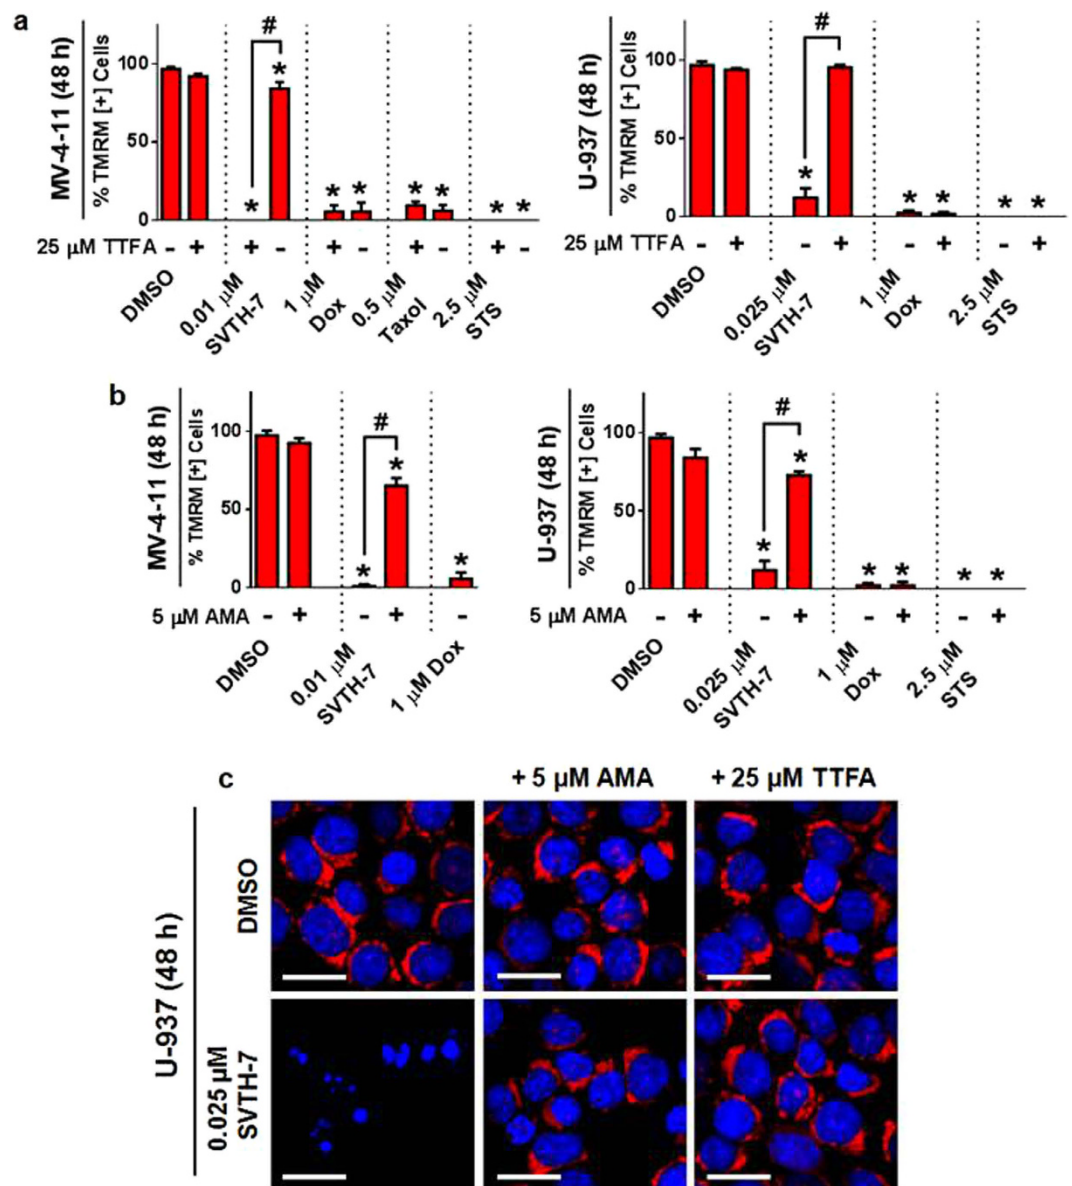 a
MV-4-11 (48 h)
% TMRM [+] Cells
100
50
0
#
*
*
* *
* *
* *
25 µM TTFA - + + - + - + - + -
DMSO
0.01 µM
SVTH-7
1 µM
Dox
0.5 µM
Taxol
2.5 µM
STS
U-937 (48 h)
% TMRM [+] Cells
100
50
0
#
*
* *
* *
25 µM TTFA - + - + - + - +
DMSO
0.025 µM
SVTH-7
1 µM
Dox
2.5 µM
STS
b
MV-4-11 (48 h)
% TMRM [+] Cells
100
50
0
#
*
*
*
5 µM AMA - + - + -
DMSO
0.01 µM
SVTH-7
1 µM Dox
U-937 (48 h)
% TMRM [+] Cells
100
50
0
#
*
*
* *
* *
5 µM AMA - + - + - + - +
DMSO
0.025 µM
SVTH-7
1 µM
Dox
2.5 µM
STS
c
+ 5 µM AMA
+ 25 µM TTFA
U-937 (48 h)
DMSO
0.025 µM
SVTH-7